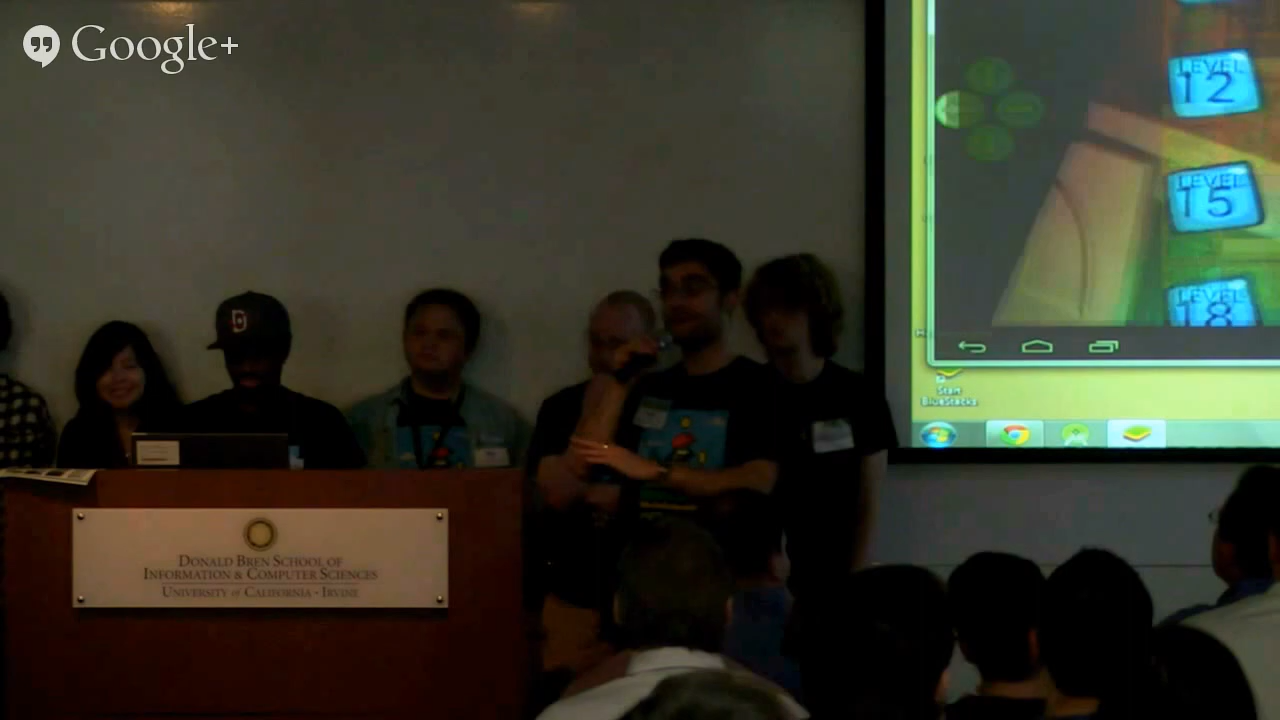 Google+
LEVEL
12
LEVEL
15
LEVEL
18
Start
BlueStacks
D
DONALD BREN SCHOOL OF
INFORMATION & COMPUTER SCIENCES
UNIVERSITY of CALIFORNIA • IRVINE